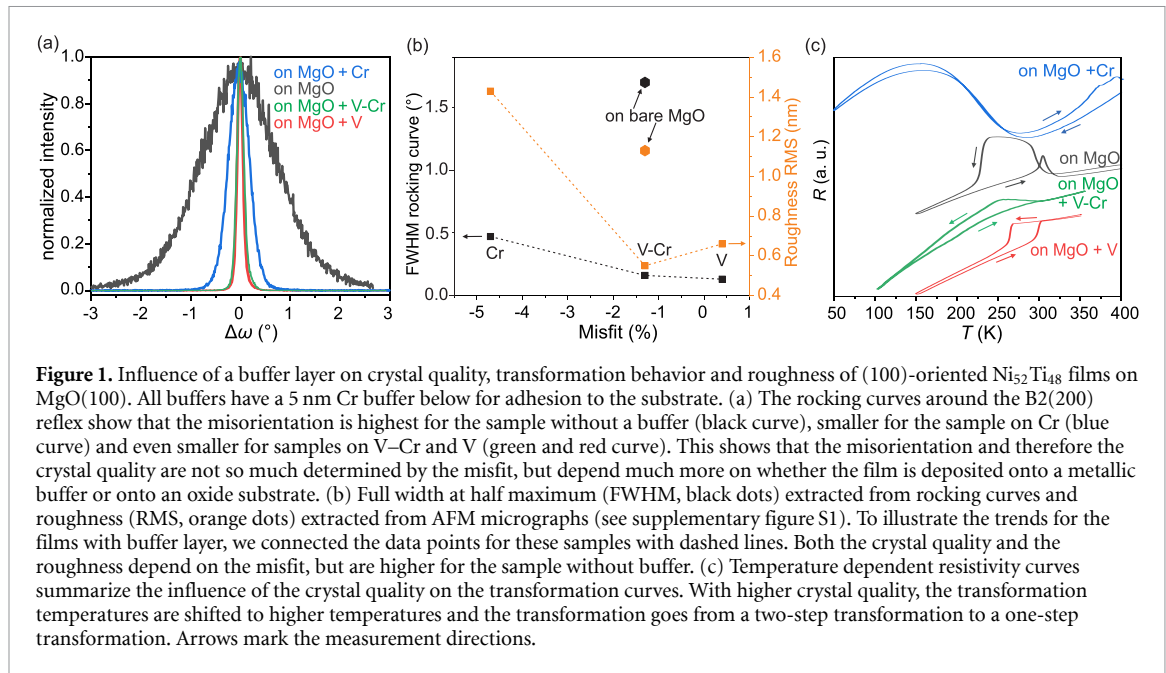 (a)
1.0
0.8
0.6
0.4
0.2
0.0
normalized intensity
on MgO + Cr
on MgO
on MgO + V-Cr
on MgO + V
-3 -2 -1 0 1 2 3
Δω (°)
(b)
1.5
1.0
0.5
0.0
FWHM rocking curve (°)
on bare MgO
Cr
V-Cr
V
1.6
1.4
1.2
1.0
0.8
0.6
0.4
Roughness RMS (nm)
-5 -4 -3 -2 -1 0 1
Misfit (%)
(c)
R (a. u.)
on MgO +Cr
on MgO
on MgO
+ V-Cr
on MgO + V
50 100 150 200 250 300 350 400
T (K)
Figure 1. Influence of a buffer layer on crystal quality, transformation behavior and roughness of (100)-oriented Ni₅₂Ti₄₈ films on
MgO(100). All buffers have a 5 nm Cr buffer below for adhesion to the substrate. (a) The rocking curves around the B2(200)
reflex show that the misorientation is highest for the sample without a buffer (black curve), smaller for the sample on Cr (blue
curve) and even smaller for samples on V–Cr and V (green and red curve). This shows that the misorientation and therefore the
crystal quality are not so much determined by the misfit, but depend much more on whether the film is deposited onto a metallic
buffer or onto an oxide substrate. (b) Full width at half maximum (FWHM, black dots) extracted from rocking curves and
roughness (RMS, orange dots) extracted from AFM micrographs (see supplementary figure S1). To illustrate the trends for the
films with buffer layer, we connected the data points for these samples with dashed lines. Both the crystal quality and the
roughness depend on the misfit, but are higher for the sample without buffer. (c) Temperature dependent resistivity curves
summarize the influence of the crystal quality on the transformation curves. With higher crystal quality, the transformation
temperatures are shifted to higher temperatures and the transformation goes from a two-step transformation to a one-step
transformation. Arrows mark the measurement directions.